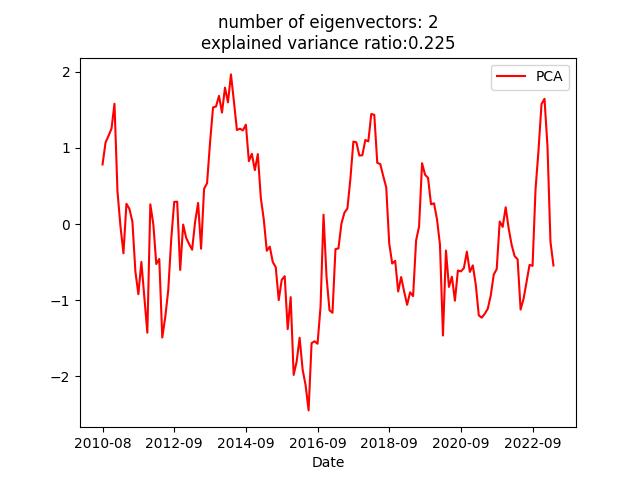 number of eigenvectors: 2
explained variance ratio:0.225
PCA
2
1
0
−1
−2
2010-08 2012-09 2014-09 2016-09 2018-09 2020-09 2022-09
Date